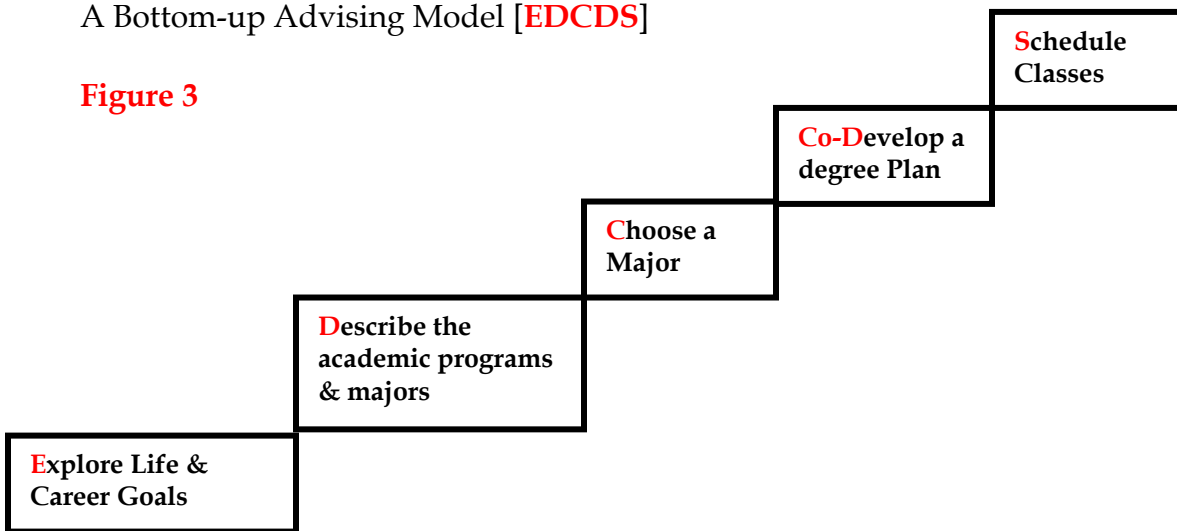 A Bottom-up Advising Model [EDCDS]
Figure 3
Schedule
Classes
Co-Develop a
degree Plan
Choose a
Major
Describe the
academic programs
& majors
Explore Life &
Career Goals